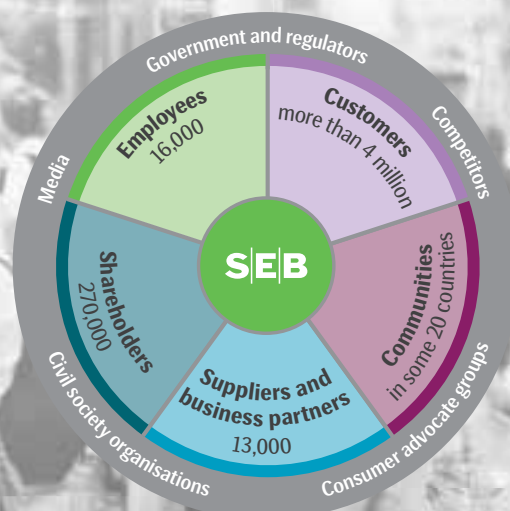 Government and regulators
Competitors
Consumer advocate groups
Civil society organisations
Media
Employees
16,000
Customers
more than 4 million
Communities
in some 20 countries
Suppliers and
business partners
13,000
Shareholders
270,000
SEB